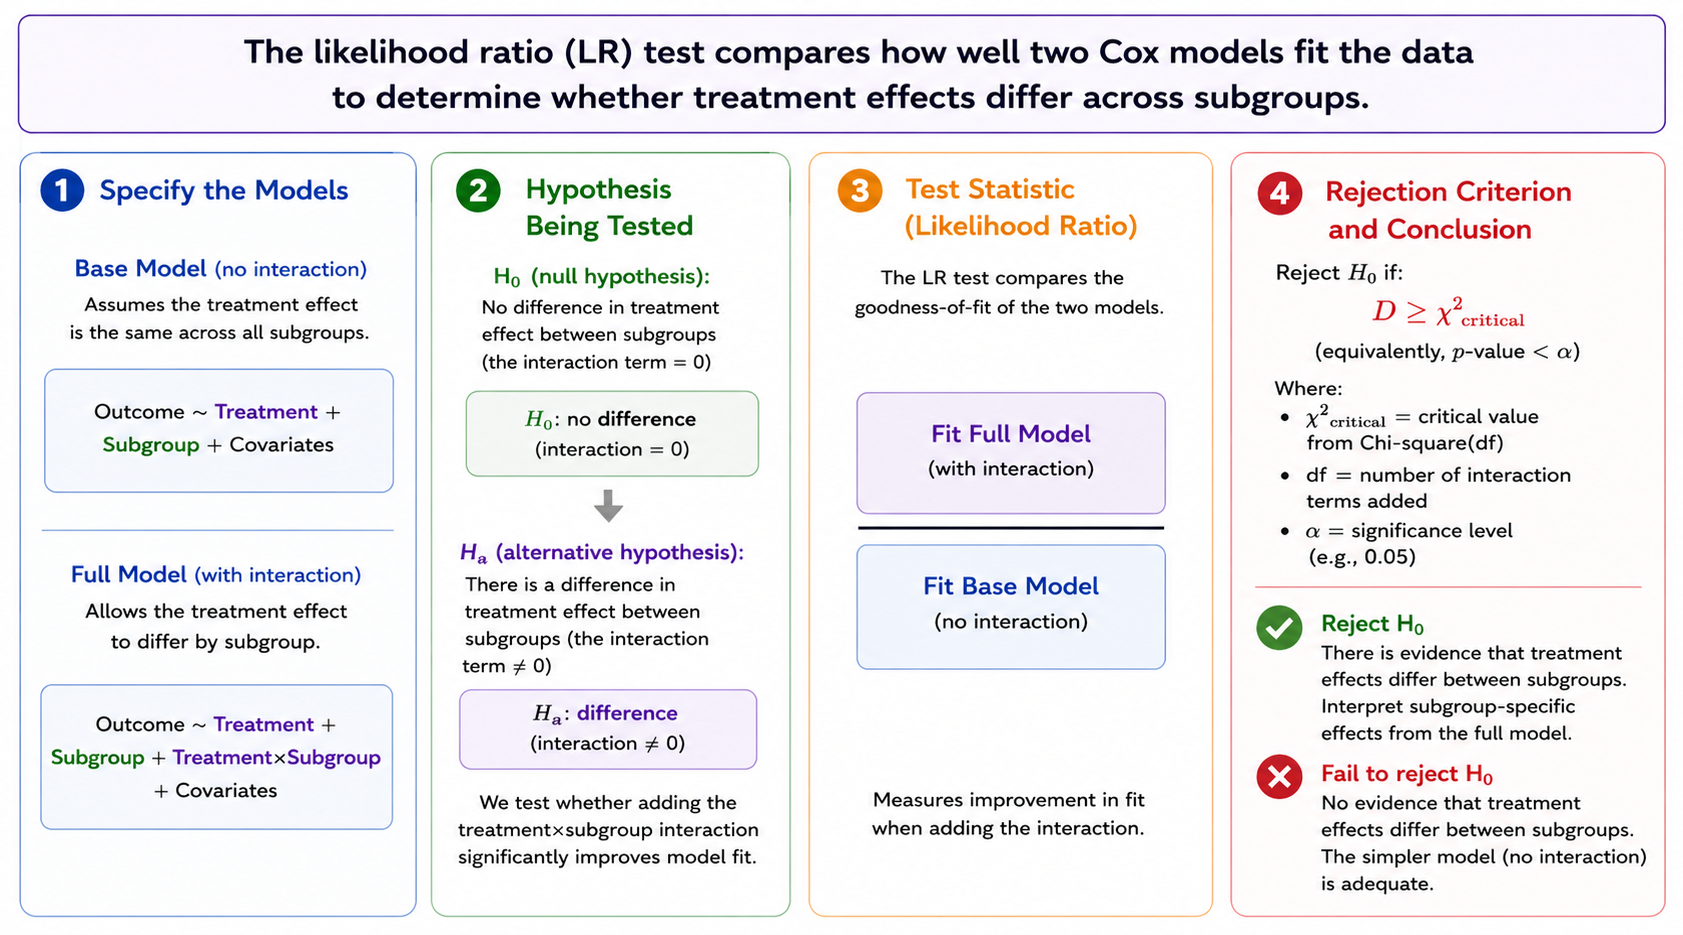 The likelihood ratio (LR) test compares how well two Cox models fit the data
to determine whether treatment effects differ across subgroups.
1 Specify the Models
Base Model (no interaction)
Assumes the treatment effect
is the same across all subgroups.
Outcome ~ Treatment +
Subgroup + Covariates
Full Model (with interaction)
Allows the treatment effect
to differ by subgroup.
Outcome ~ Treatment +
Subgroup + Treatment×Subgroup
+ Covariates
2 Hypothesis
Being Tested
H₀ (null hypothesis):
No difference in treatment
effect between subgroups
(the interaction term = 0)
H₀: no difference
(interaction = 0)
Hₐ (alternative hypothesis):
There is a difference in
treatment effect between
subgroups (the interaction
term ≠ 0)
Hₐ: difference
(interaction ≠ 0)
We test whether adding the
treatment×subgroup interaction
significantly improves model fit.
3 Test Statistic
(Likelihood Ratio)
The LR test compares the
goodness-of-fit of the two models.
Fit Full Model
(with interaction)
Fit Base Model
(no interaction)
Measures improvement in fit
when adding the interaction.
4 Rejection Criterion
and Conclusion
Reject H₀ if:
D ≥ χ²critical
(equivalently, p-value < α)
Where:
• χ²critical = critical value
from Chi-square(df)
• df = number of interaction
terms added
• α = significance level
(e.g., 0.05)
Reject H₀
There is evidence that treatment
effects differ between subgroups.
Interpret subgroup-specific
effects from the full model.
Fail to reject H₀
No evidence that treatment
effects differ between subgroups.
The simpler model (no interaction)
is adequate.